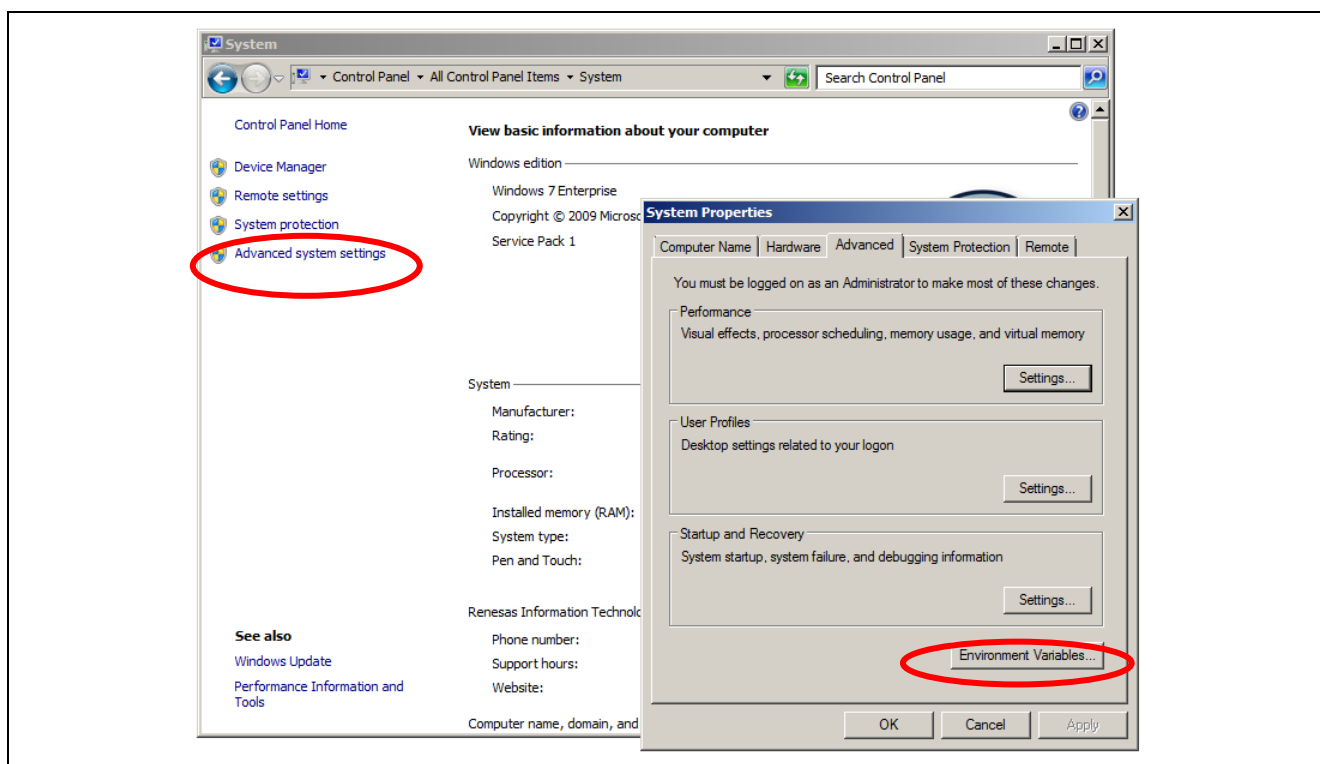 System
Control Panel All Control Panel Items System
Search Control Panel
Control Panel Home
Device Manager
Remote settings
System protection
Advanced system settings
See also
Windows Update
Performance Information and
Tools
View basic information about your computer
Windows edition
Windows 7 Enterprise
Copyright © 2009
Service Pack 1
System
Manufacturer:
Rating:
Processor:
Installed memory (RAM):
System type:
Pen and Touch:
Renesas Information
Phone number:
Support hours:
Website:
Computer name, domain, and
System Properties
Computer Name Hardware Advanced System Protection Remote
You must be logged on as an Administrator to make most of these changes.
Performance
Visual effects, processor scheduling, memory usage, and virtual memory
Settings...
User Profiles
Desktop settings related to your logon
Settings...
Startup and Recovery
System startup, system failure, and debugging information
Settings...
Environment Variables...
OK Cancel Apply